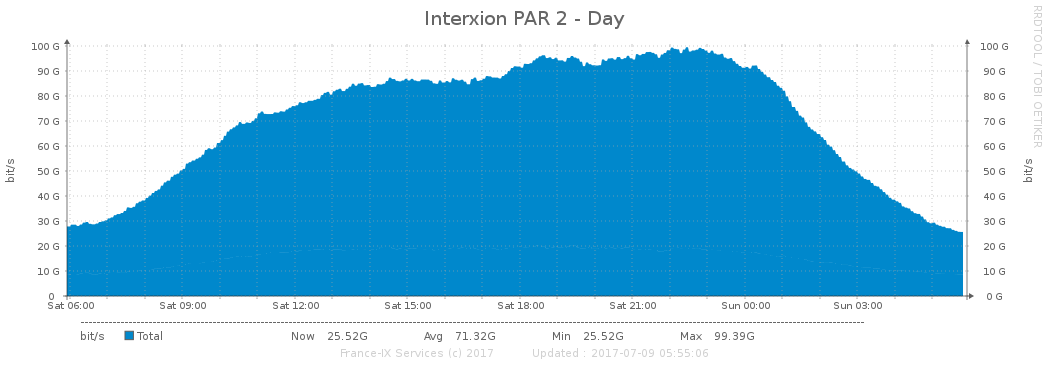 Interxion PAR 2 - Day
RRDTOOL / TOBI OETIKER
bit/s
100 G
90 G
80 G
70 G
60 G
50 G
40 G
30 G
20 G
10 G
0
100 G
90 G
80 G
70 G
60 G
50 G
40 G
30 G
20 G
10 G
0 G
bit/s
Sat 06:00 Sat 09:00 Sat 12:00 Sat 15:00 Sat 18:00 Sat 21:00 Sun 00:00 Sun 03:00
bit/s Total Now 25.52G Avg 71.32G Min 25.52G Max 99.39G
France-IX Services (c) 2017 Updated : 2017-07-09 05:55:06